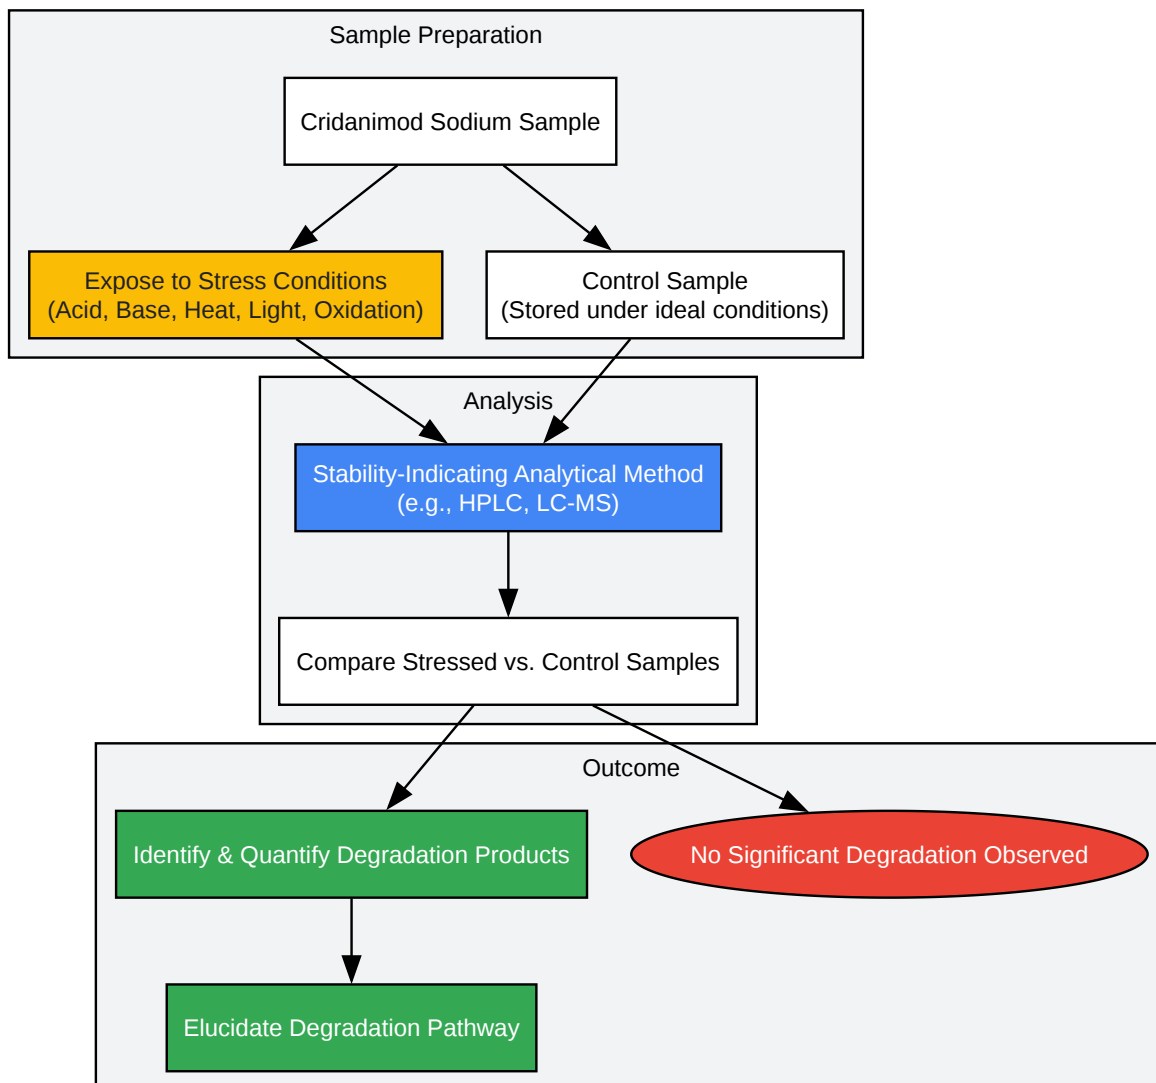 Sample Preparation
Cridanimod Sodium Sample
Expose to Stress Conditions
(Acid, Base, Heat, Light, Oxidation)
Control Sample
(Stored under ideal conditions)
Analysis
Stability-Indicating Analytical Method
(e.g., HPLC, LC-MS)
Compare Stressed vs. Control Samples
Outcome
Identify & Quantify Degradation Products
No Significant Degradation Observed
Elucidate Degradation Pathway